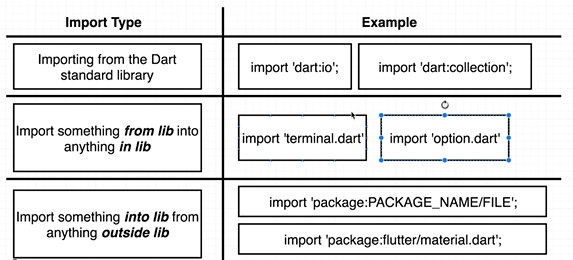 Import Type
Example
Importing from the Dart
standard library
import 'dart:io';
import 'dart:collection';
Import something from lib into
anything in lib
import 'terminal.dart'
import 'option.dart'
Import something into lib from
anything outside lib
import 'package:PACKAGE_NAME/FILE';
import 'package:flutter/material.dart';